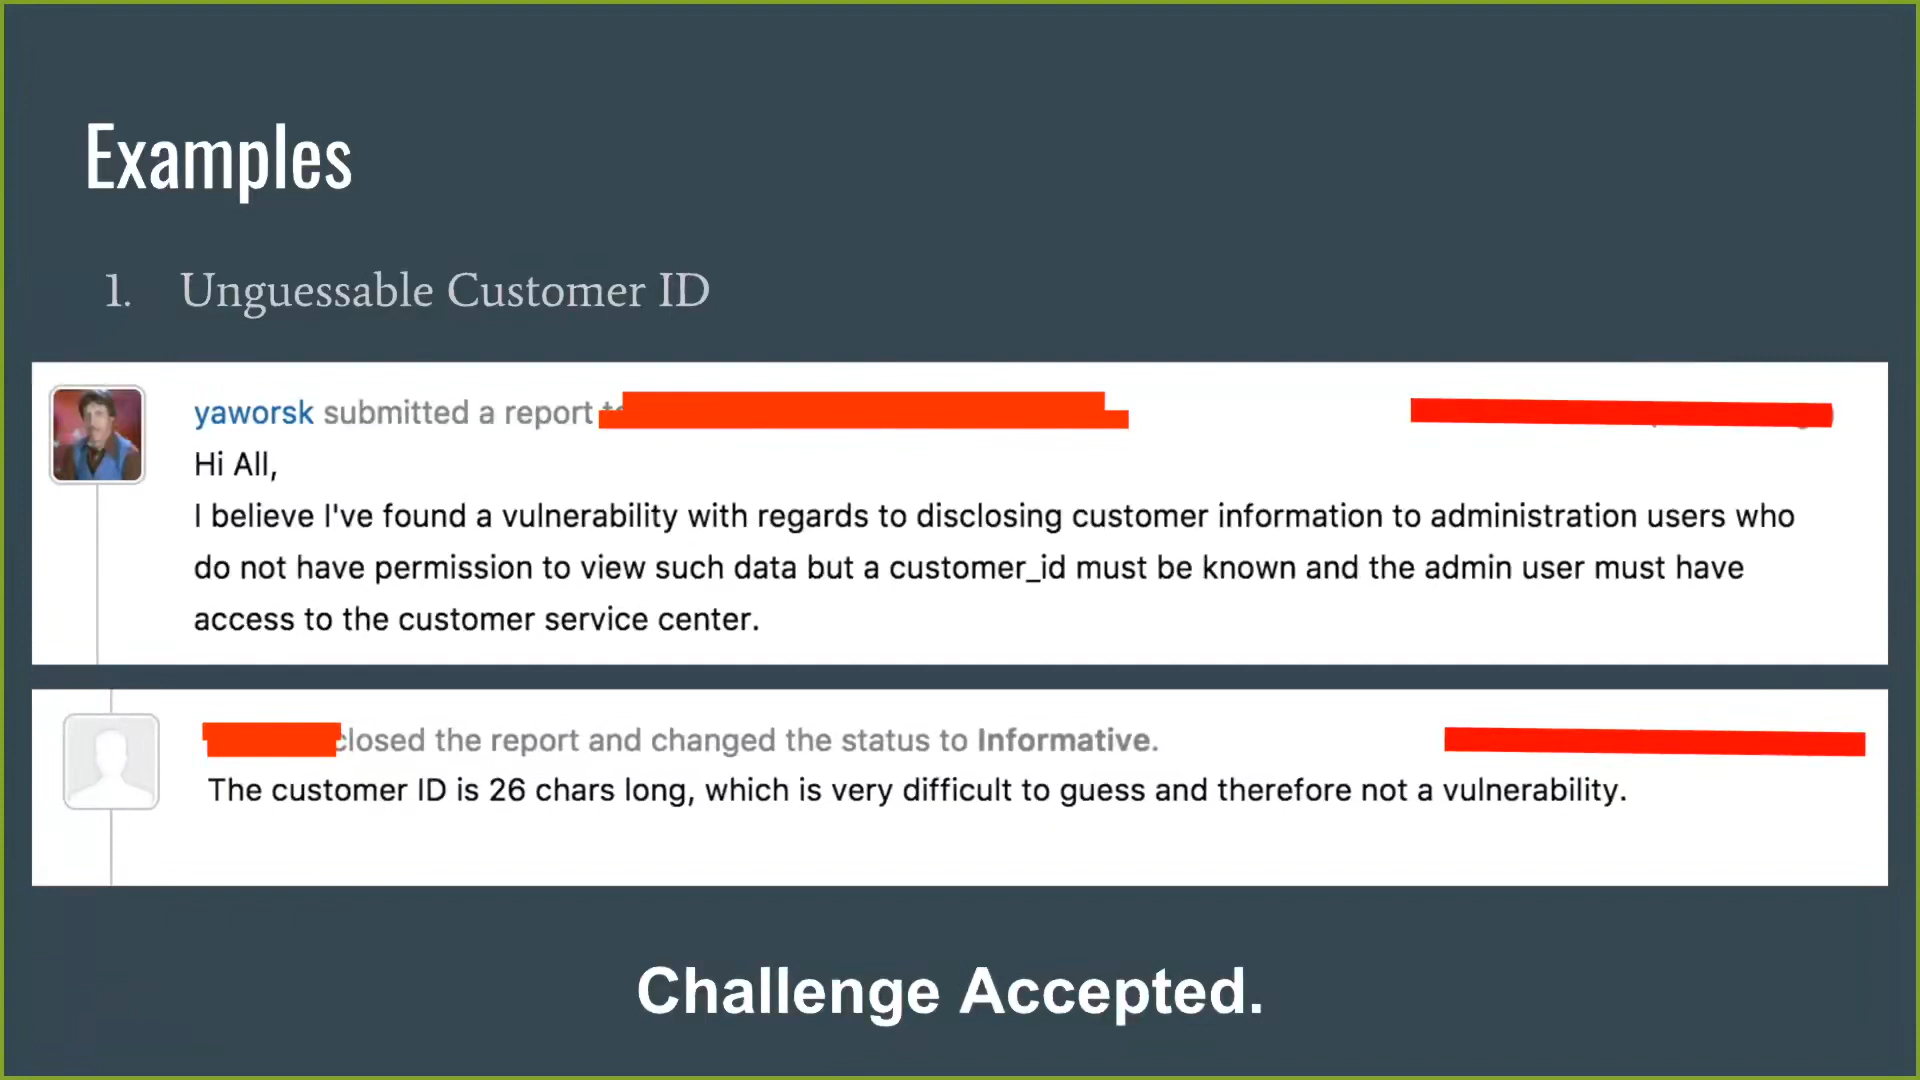 Examples
1. Unguessable Customer ID
yaworsk submitted a report
Hi All,
I believe I've found a vulnerability with regards to disclosing customer information to administration users who
do not have permission to view such data but a customer_id must be known and the admin user must have
access to the customer service center.
closed the report and changed the status to Informative.
The customer ID is 26 chars long, which is very difficult to guess and therefore not a vulnerability.
Challenge Accepted.